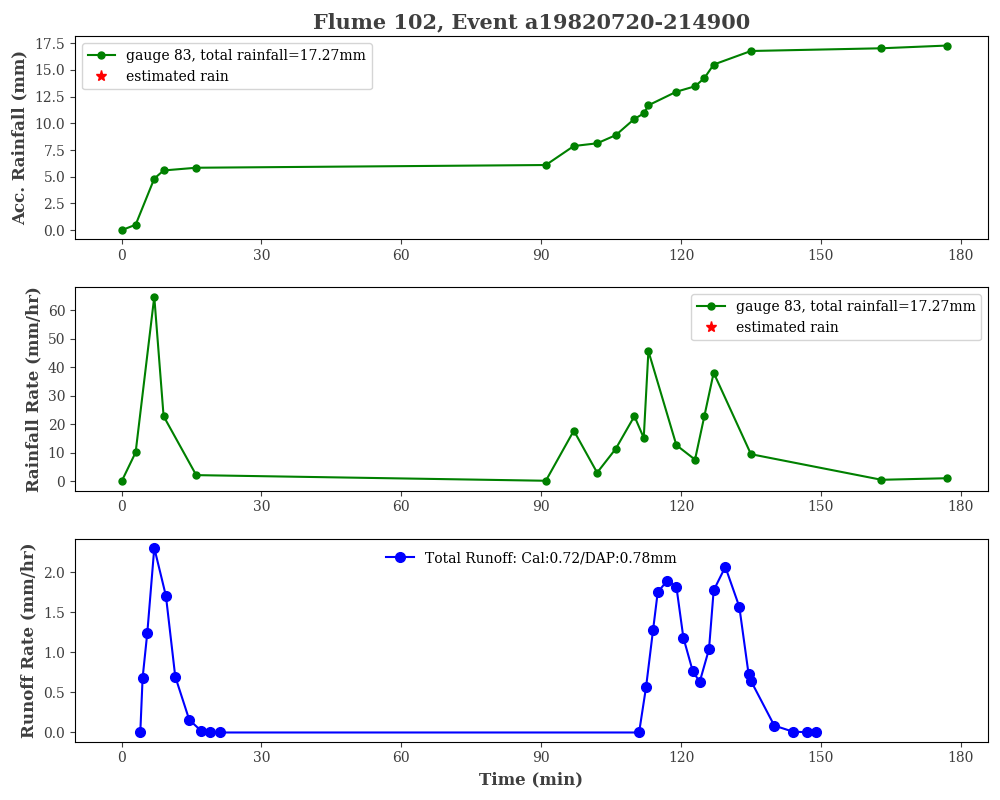 Flume 102, Event a19820720-214900
Acc. Rainfall (mm)
17.5
15.0
12.5
10.0
7.5
5.0
2.5
0.0
gauge 83, total rainfall=17.27mm
estimated rain
0 30 60 90 120 150 180
Rainfall Rate (mm/hr)
60
50
40
30
20
10
0
gauge 83, total rainfall=17.27mm
estimated rain
0 30 60 90 120 150 180
Runoff Rate (mm/hr)
2.0
1.5
1.0
0.5
0.0
Total Runoff: Cal:0.72/DAP:0.78mm
0 30 60 90 120 150 180
Time (min)